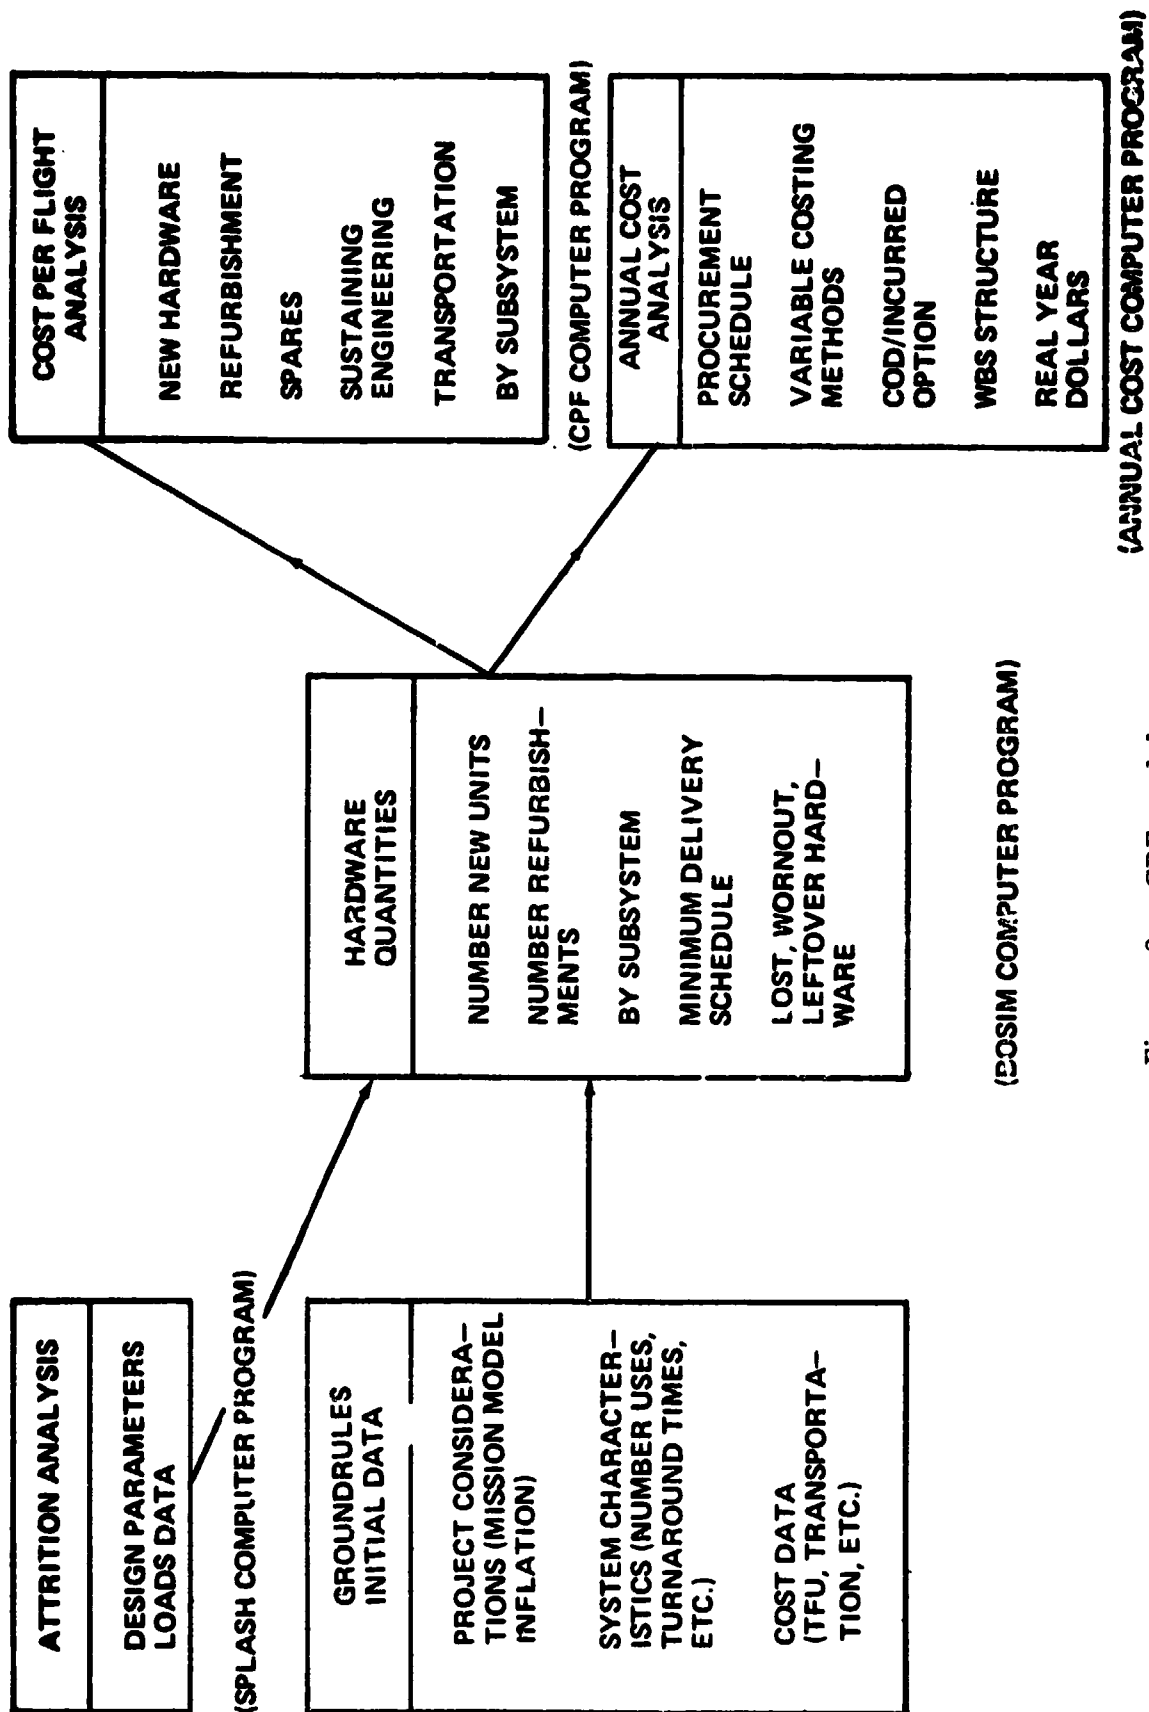 ATTRITION ANALYSIS
DESIGN PARAMETERS
LOADS DATA
(SPLASH COMPUTER PROGRAM)
GROUNDRULES
INITIAL DATA
PROJECT CONSIDERA–
TIONS (MISSION MODEL
INFLATION)
SYSTEM CHARACTER–
ISTICS (NUMBER USES,
TURNAROUND TIMES,
ETC.)
COST DATA
(TFU, TRANSPORTA–
TION, ETC.)
HARDWARE
QUANTITIES
NUMBER NEW UNITS
NUMBER REFURBISH–
MENTS
BY SUBSYSTEM
MINIMUM DELIVERY
SCHEDULE
LOST, WORNOUT,
LEFTOVER HARD–
WARE
(BOSIM COMPUTER PROGRAM)
COST PER FLIGHT
ANALYSIS
NEW HARDWARE
REFURBISHMENT
SPARES
SUSTAINING
ENGINEERING
TRANSPORTATION
BY SUBSYSTEM
(CPF COMPUTER PROGRAM)
ANNUAL COST
ANALYSIS
PROCUREMENT
SCHEDULE
VARIABLE COSTING
METHODS
COD/INCURRED
OPTION
WBS STRUCTURE
REAL YEAR
DOLLARS
(ANNUAL COST COMPUTER PROGRAM)